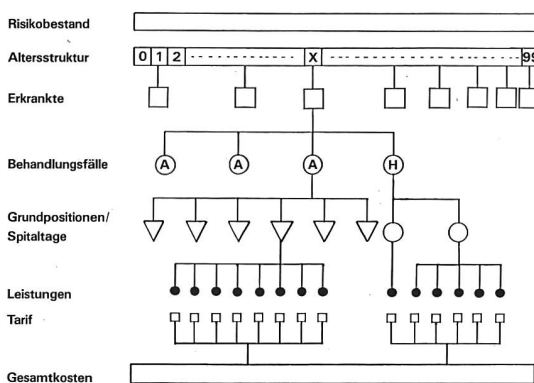 Risikobestand
Altersstruktur 0 1 2 X 99
Erkrankte
Behandlungsfälle A A A H
Grundpositionen/
Spitaltage
Leistungen
Tarif
Gesamtkosten